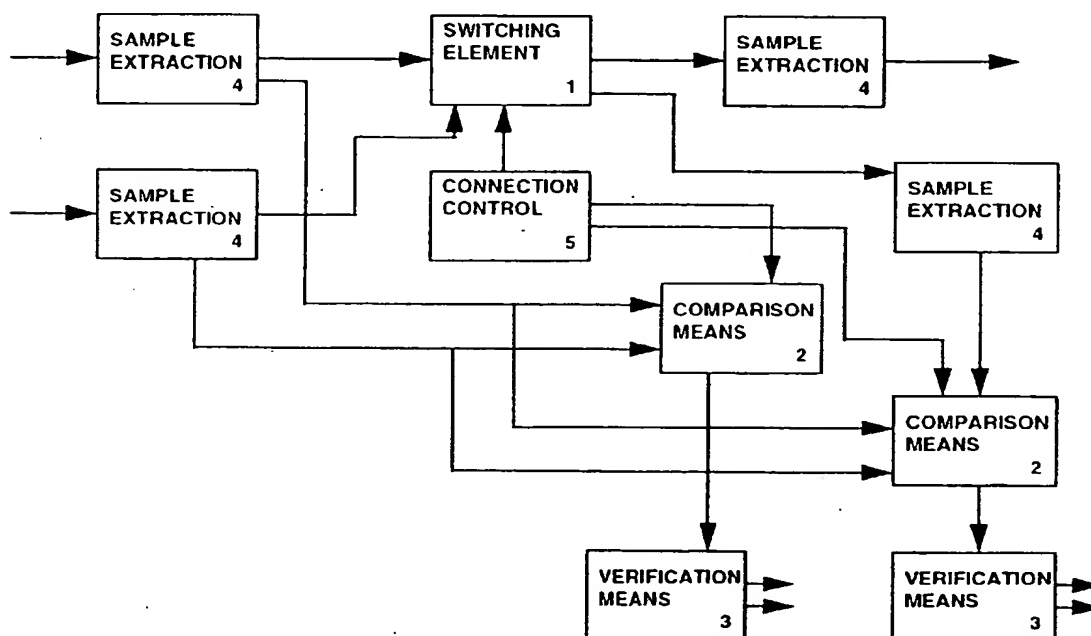 SAMPLE
EXTRACTION
4
SWITCHING
ELEMENT
1
SAMPLE
EXTRACTION
4
SAMPLE
EXTRACTION
4
CONNECTION
CONTROL
5
SAMPLE
EXTRACTION
4
COMPARISON
MEANS
2
COMPARISON
MEANS
2
VERIFICATION
MEANS
3
VERIFICATION
MEANS
3